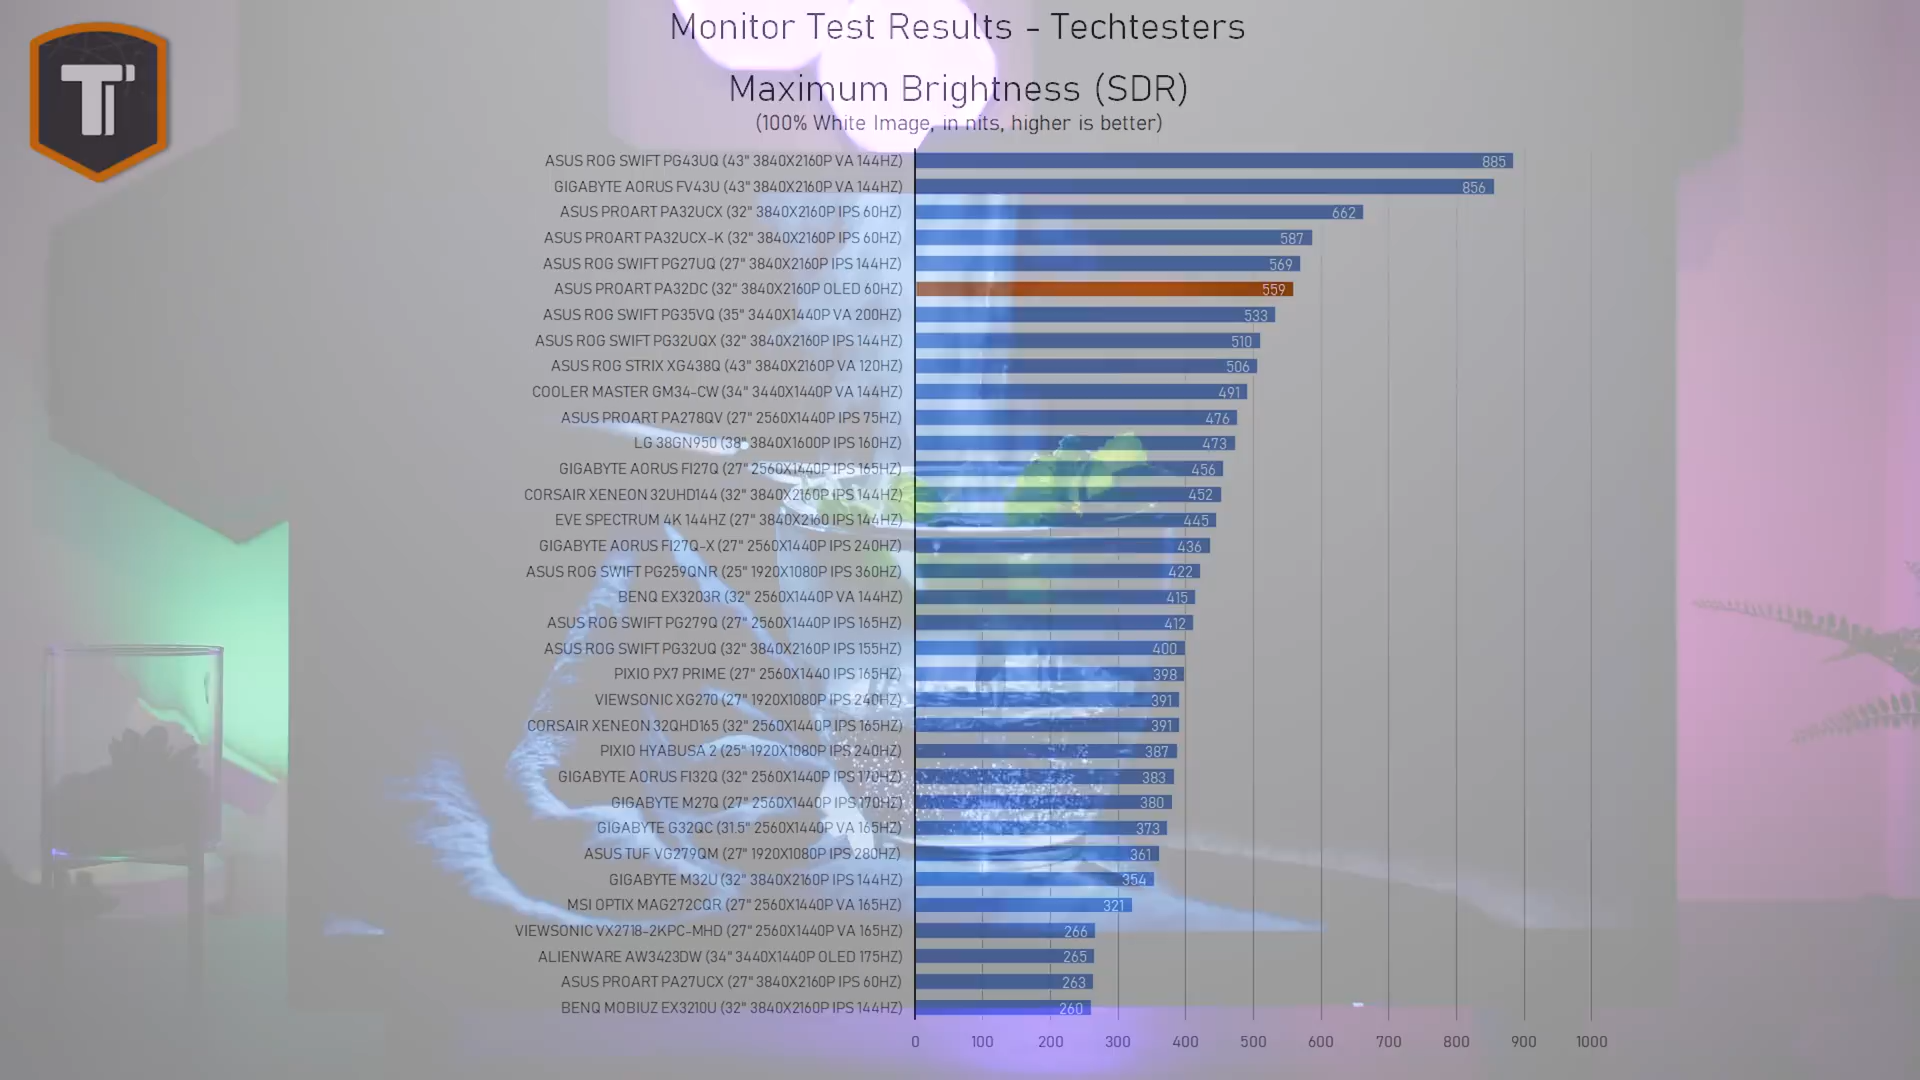 Monitor Test Results - Techtesters
Maximum Brightness (SDR)
(100% White Image, in nits, higher is better)
ASUS ROG SWIFT PG43UQ (43" 3840X2160P VA 144HZ) 885
GIGABYTE AORUS FV43U (43" 3840X2160P VA 144HZ) 856
ASUS PROART PA32UCX (32" 3840X2160P IPS 60HZ) 662
ASUS PROART PA32UCX-K (32" 3840X2160P IPS 60HZ) 587
ASUS ROG SWIFT PG27UQ (27" 3840X2160P IPS 144HZ) 569
ASUS PROART PA32DC (32" 3840X2160P OLED 60HZ) 559
ASUS ROG SWIFT PG35VQ (35" 3440X1440P VA 200HZ) 533
ASUS ROG SWIFT PG32UQX (32" 3840X2160P IPS 144HZ) 510
ASUS ROG STRIX XG438Q (43" 3840X2160P VA 120HZ) 506
COOLER MASTER GM34-CW (34" 3440X1440P VA 144HZ) 491
ASUS PROART PA278QV (27" 2560X1440P IPS 75HZ) 476
LG 38GN950 (38" 3840X1600P IPS 160HZ) 473
GIGABYTE AORUS FI27Q (27" 2560X1440P IPS 165HZ) 456
CORSAIR XENEON 32UHD144 (32" 3840X2160P IPS 144HZ) 452
EVE SPECTRUM 4K 144HZ (27" 3840X2160 IPS 144HZ) 445
GIGABYTE AORUS FI27Q-X (27" 2560X1440P IPS 240HZ) 436
ASUS ROG SWIFT PG259QNR (25" 1920X1080P IPS 360HZ) 422
BENQ EX3203R (32" 2560X1440P VA 144HZ) 415
ASUS ROG SWIFT PG279Q (27" 2560X1440P IPS 165HZ) 412
ASUS ROG SWIFT PG32UQ (32" 3840X2160P IPS 155HZ) 400
PIXIO PX7 PRIME (27" 2560X1440 IPS 165HZ) 398
VIEWSONIC XG270 (27" 1920X1080P IPS 240HZ) 391
CORSAIR XENEON 32QHD165 (32" 2560X1440P IPS 165HZ) 391
PIXIO HYABUSA 2 (25" 1920X1080P IPS 240HZ) 387
GIGABYTE AORUS FI32Q (32" 2560X1440P IPS 170HZ) 383
GIGABYTE M27Q (27" 2560X1440P IPS 170HZ) 380
GIGABYTE G32QC (31.5" 2560X1440P VA 165HZ) 373
ASUS TUF VG279QM (27" 1920X1080P IPS 280HZ) 361
GIGABYTE M32U (32" 3840X2160P IPS 144HZ) 354
MSI OPTIX MAG272CQR (27" 2560X1440P VA 165HZ) 321
VIEWSONIC VX2718-2KPC-MHD (27" 2560X1440P VA 165HZ) 266
ALIENWARE AW3423DW (34" 3440X1440P OLED 175HZ) 265
ASUS PROART PA27UCX (27" 3840X2160P IPS 60HZ) 263
BENQ MOBIUZ EX3210U (32" 3840X2160P IPS 144HZ) 260
0 100 200 300 400 500 600 700 800 900 1000